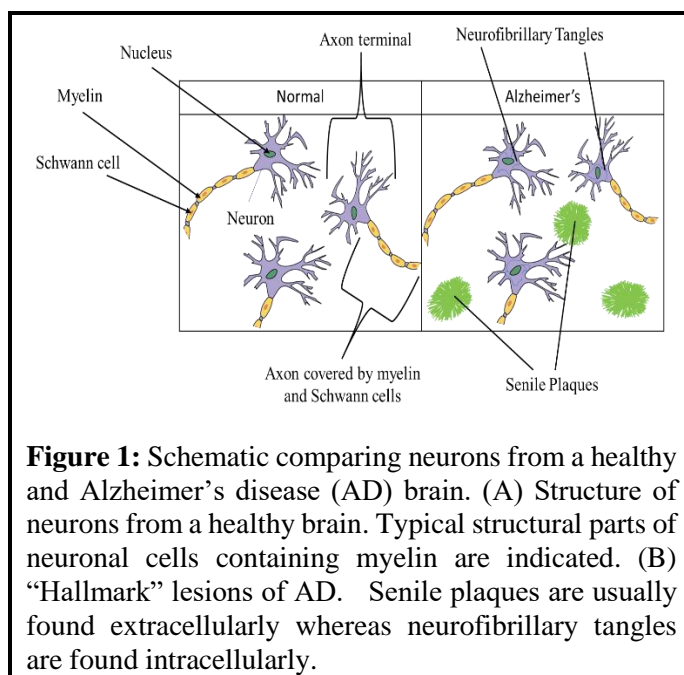 Axon terminal
Neurofibrillary Tangles
Nucleus
Normal
Alzheimer's
Myelin
Schwann cell
Neuron
Axon covered by myelin
and Schwann cells
Senile Plaques
Figure 1: Schematic comparing neurons from a healthy
and Alzheimer's disease (AD) brain. (A) Structure of
neurons from a healthy brain. Typical structural parts of
neuronal cells containing myelin are indicated. (B)
“Hallmark” lesions of AD. Senile plaques are usually
found extracellularly whereas neurofibrillary tangles
are found intracellularly.